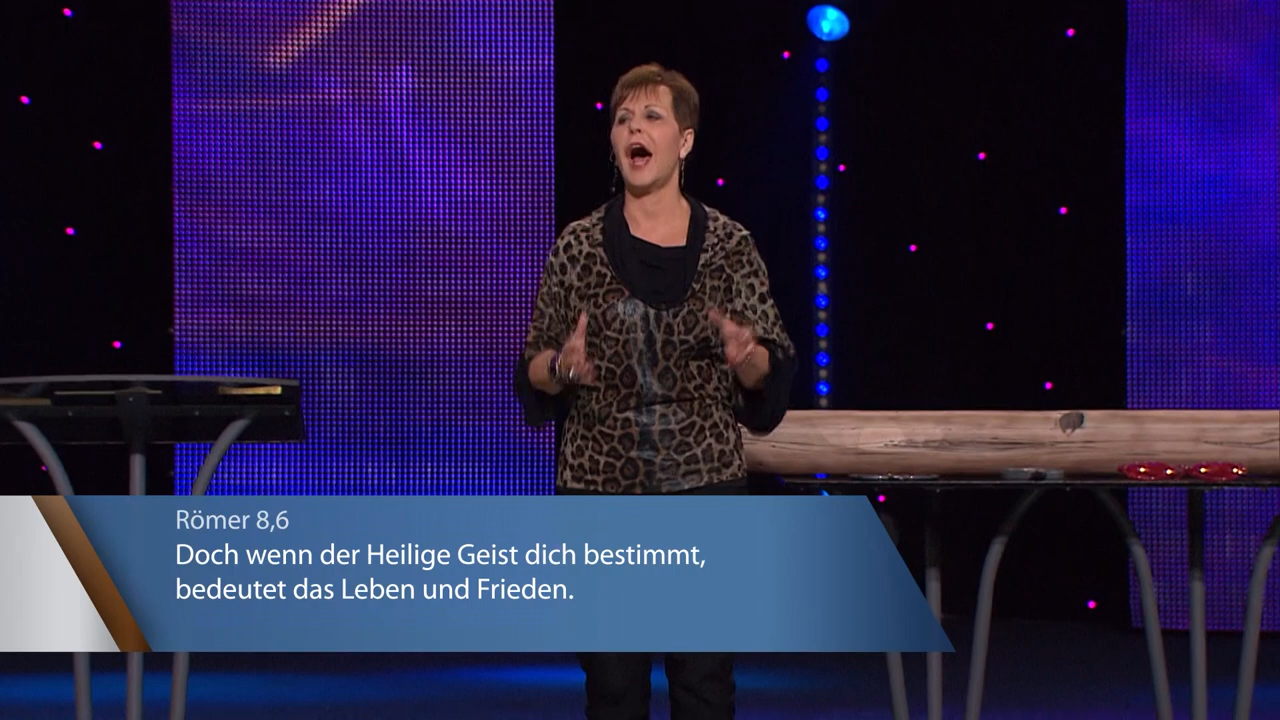 Römer 8,6
Doch wenn der Heilige Geist dich bestimmt,
bedeutet das Leben und Frieden.